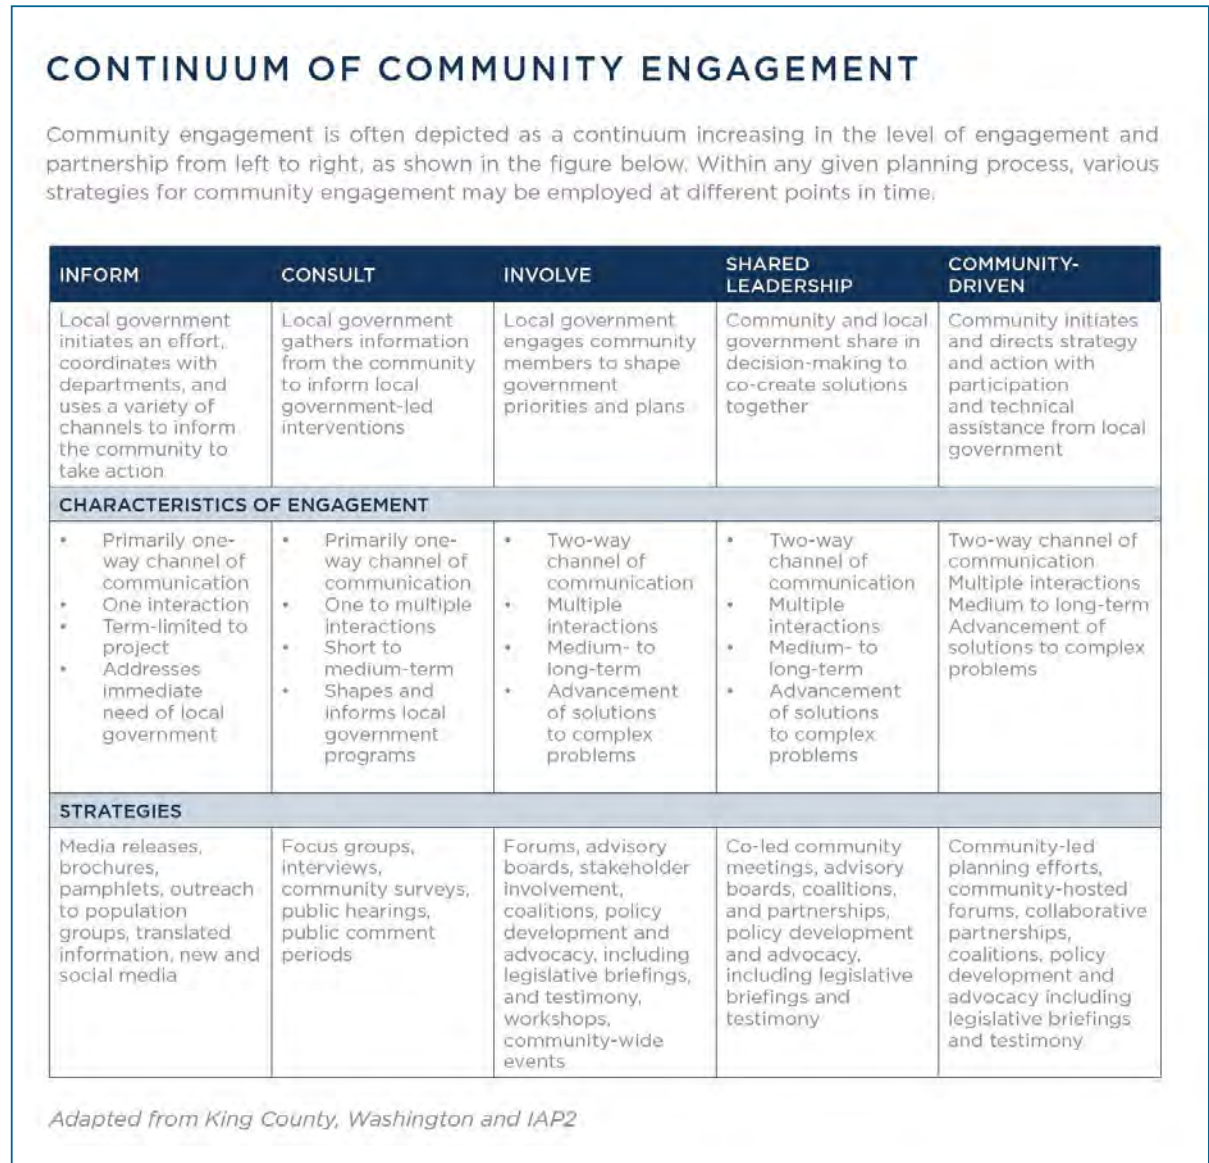 CONTINUUM OF COMMUNITY ENGAGEMENT
Community engagement is often depicted as a continuum increasing in the level of engagement and
partnership from left to right, as shown in the figure below. Within any given planning process, various
strategies for community engagement may be employed at different points in time.
INFORM
CONSULT
INVOLVE
SHARED
LEADERSHIP
COMMUNITY-
DRIVEN
Local government
initiates an effort,
coordinates with
departments, and
uses a variety of
channels to inform
the community to
take action
Local government
gathers information
from the community
to inform local
government-led
interventions
Local government
engages community
members to shape
government
priorities and plans
Community and local
government share in
decision-making to
co-create solutions
together
Community initiates
and directs strategy
and action with
participation
and technical
assistance from local
government
CHARACTERISTICS OF ENGAGEMENT
• Primarily one-
way channel of
communication
• One interaction
• Term-limited to
project
• Addresses
immediate
need of local
government
• Primarily one-
way channel of
communication
• One to multiple
interactions
• Short to
medium-term
• Shapes and
informs local
government
programs
• Two-way
channel of
communication
• Multiple
interactions
• Medium- to
long-term
• Advancement
of solutions
to complex
problems
• Two-way
channel of
communication
• Multiple
interactions
• Medium- to
long-term
• Advancement
of solutions
to complex
problems
Two-way channel of
communication
Multiple interactions
Medium to long-term
Advancement of
solutions to complex
problems
STRATEGIES
Media releases,
brochures,
pamphlets, outreach
to population
groups, translated
information, new and
social media
Focus groups,
interviews,
community surveys,
public hearings,
public comment
periods
Forums, advisory
boards, stakeholder
involvement,
coalitions, policy
development and
advocacy, including
legislative briefings,
and testimony,
workshops,
community-wide
events
Co-led community
meetings, advisory
boards, coalitions,
and partnerships,
policy development
and advocacy,
including legislative
briefings and
testimony
Community-led
planning efforts,
community-hosted
forums, collaborative
partnerships,
coalitions, policy
development and
advocacy including
legislative briefings
and testimony
Adapted from King County, Washington and IAP2